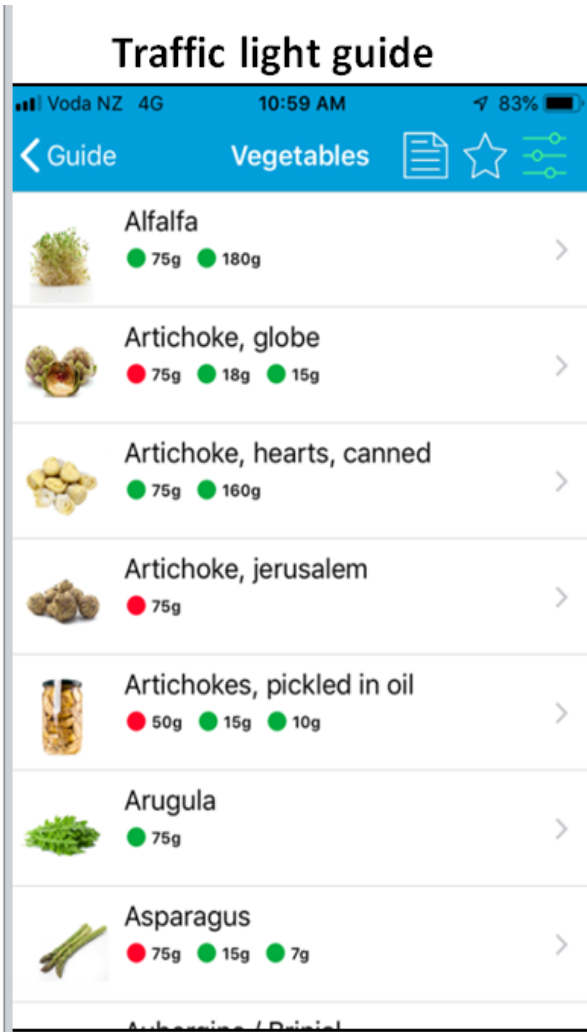 Traffic light guide
Voda NZ 4G 10:59 AM 83%
Guide Vegetables
Alfalfa
75g 180g
Artichoke, globe
75g 18g 15g
Artichoke, hearts, canned
75g 160g
Artichoke, jerusalem
75g
Artichokes, pickled in oil
50g 15g 10g
Arugula
75g
Asparagus
75g 15g 7g
Aubergine / Brinjal